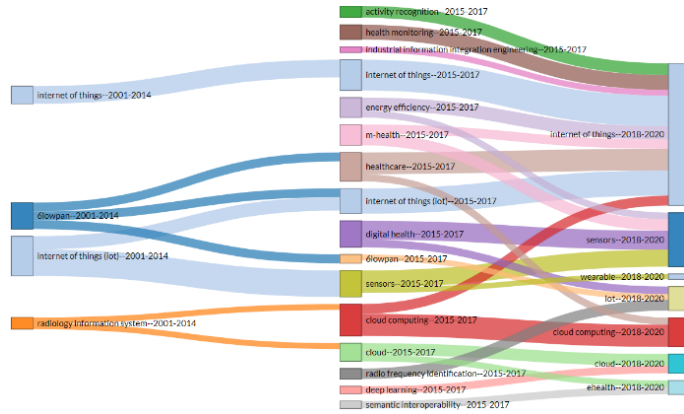 internet of things--2001-2014
6lowpan--2001-2014
internet of things (iot)--2001-2014
radiology information system--2001-2014
activity recognition--2015-2017
health monitoring--2015-2017
industrial information integration engineering--2015-2017
internet of things--2015-2017
energy efficiency--2015-2017
m-health--2015-2017
healthcare--2015-2017
internet of things (iot)--2015-2017
digital health--2015-2017
6lowpan--2015-2017
sensors--2015-2017
cloud computing--2015-2017
cloud--2015-2017
radio frequency identification--2015-2017
deep learning--2015-2017
semantic interoperability--2015-2017
internet of things--2018-2020
sensors--2018-2020
wearable--2018-2020
iot--2018-2020
cloud computing--2018-2020
cloud--2018-2020
ehealth--2018-2020